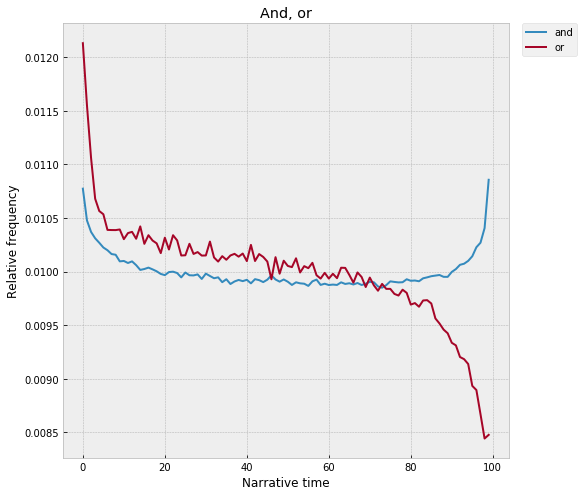 And, or
and
or
0.0120
0.0115
0.0110
0.0105
0.0100
0.0095
0.0090
0.0085
Relative frequency
0 20 40 60 80 100
Narrative time